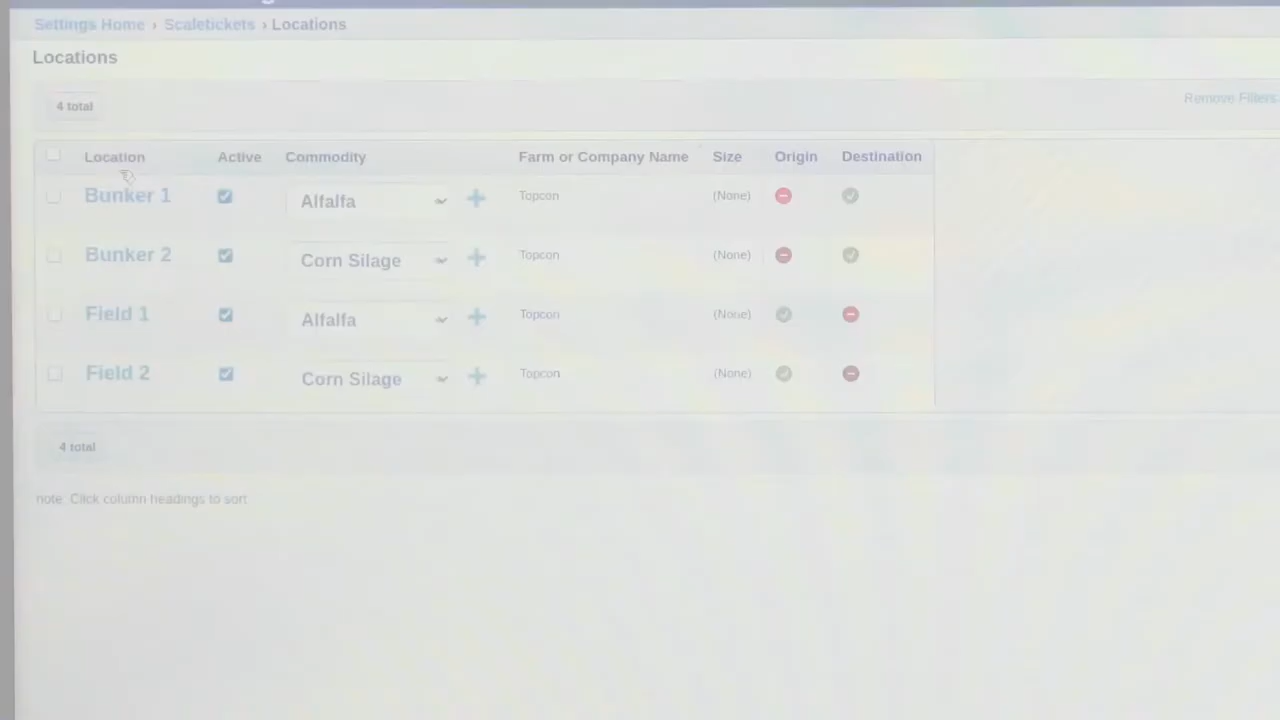 Settings Home › Scaletickets › Locations
Locations
4 total
Remove Filters
Location Active Commodity Farm or Company Name Size Origin Destination
Bunker 1 Alfalfa Topcon (None)
Bunker 2 Corn Silage Topcon (None)
Field 1 Alfalfa Topcon (None)
Field 2 Corn Silage Topcon (None)
4 total
note: Click column headings to sort